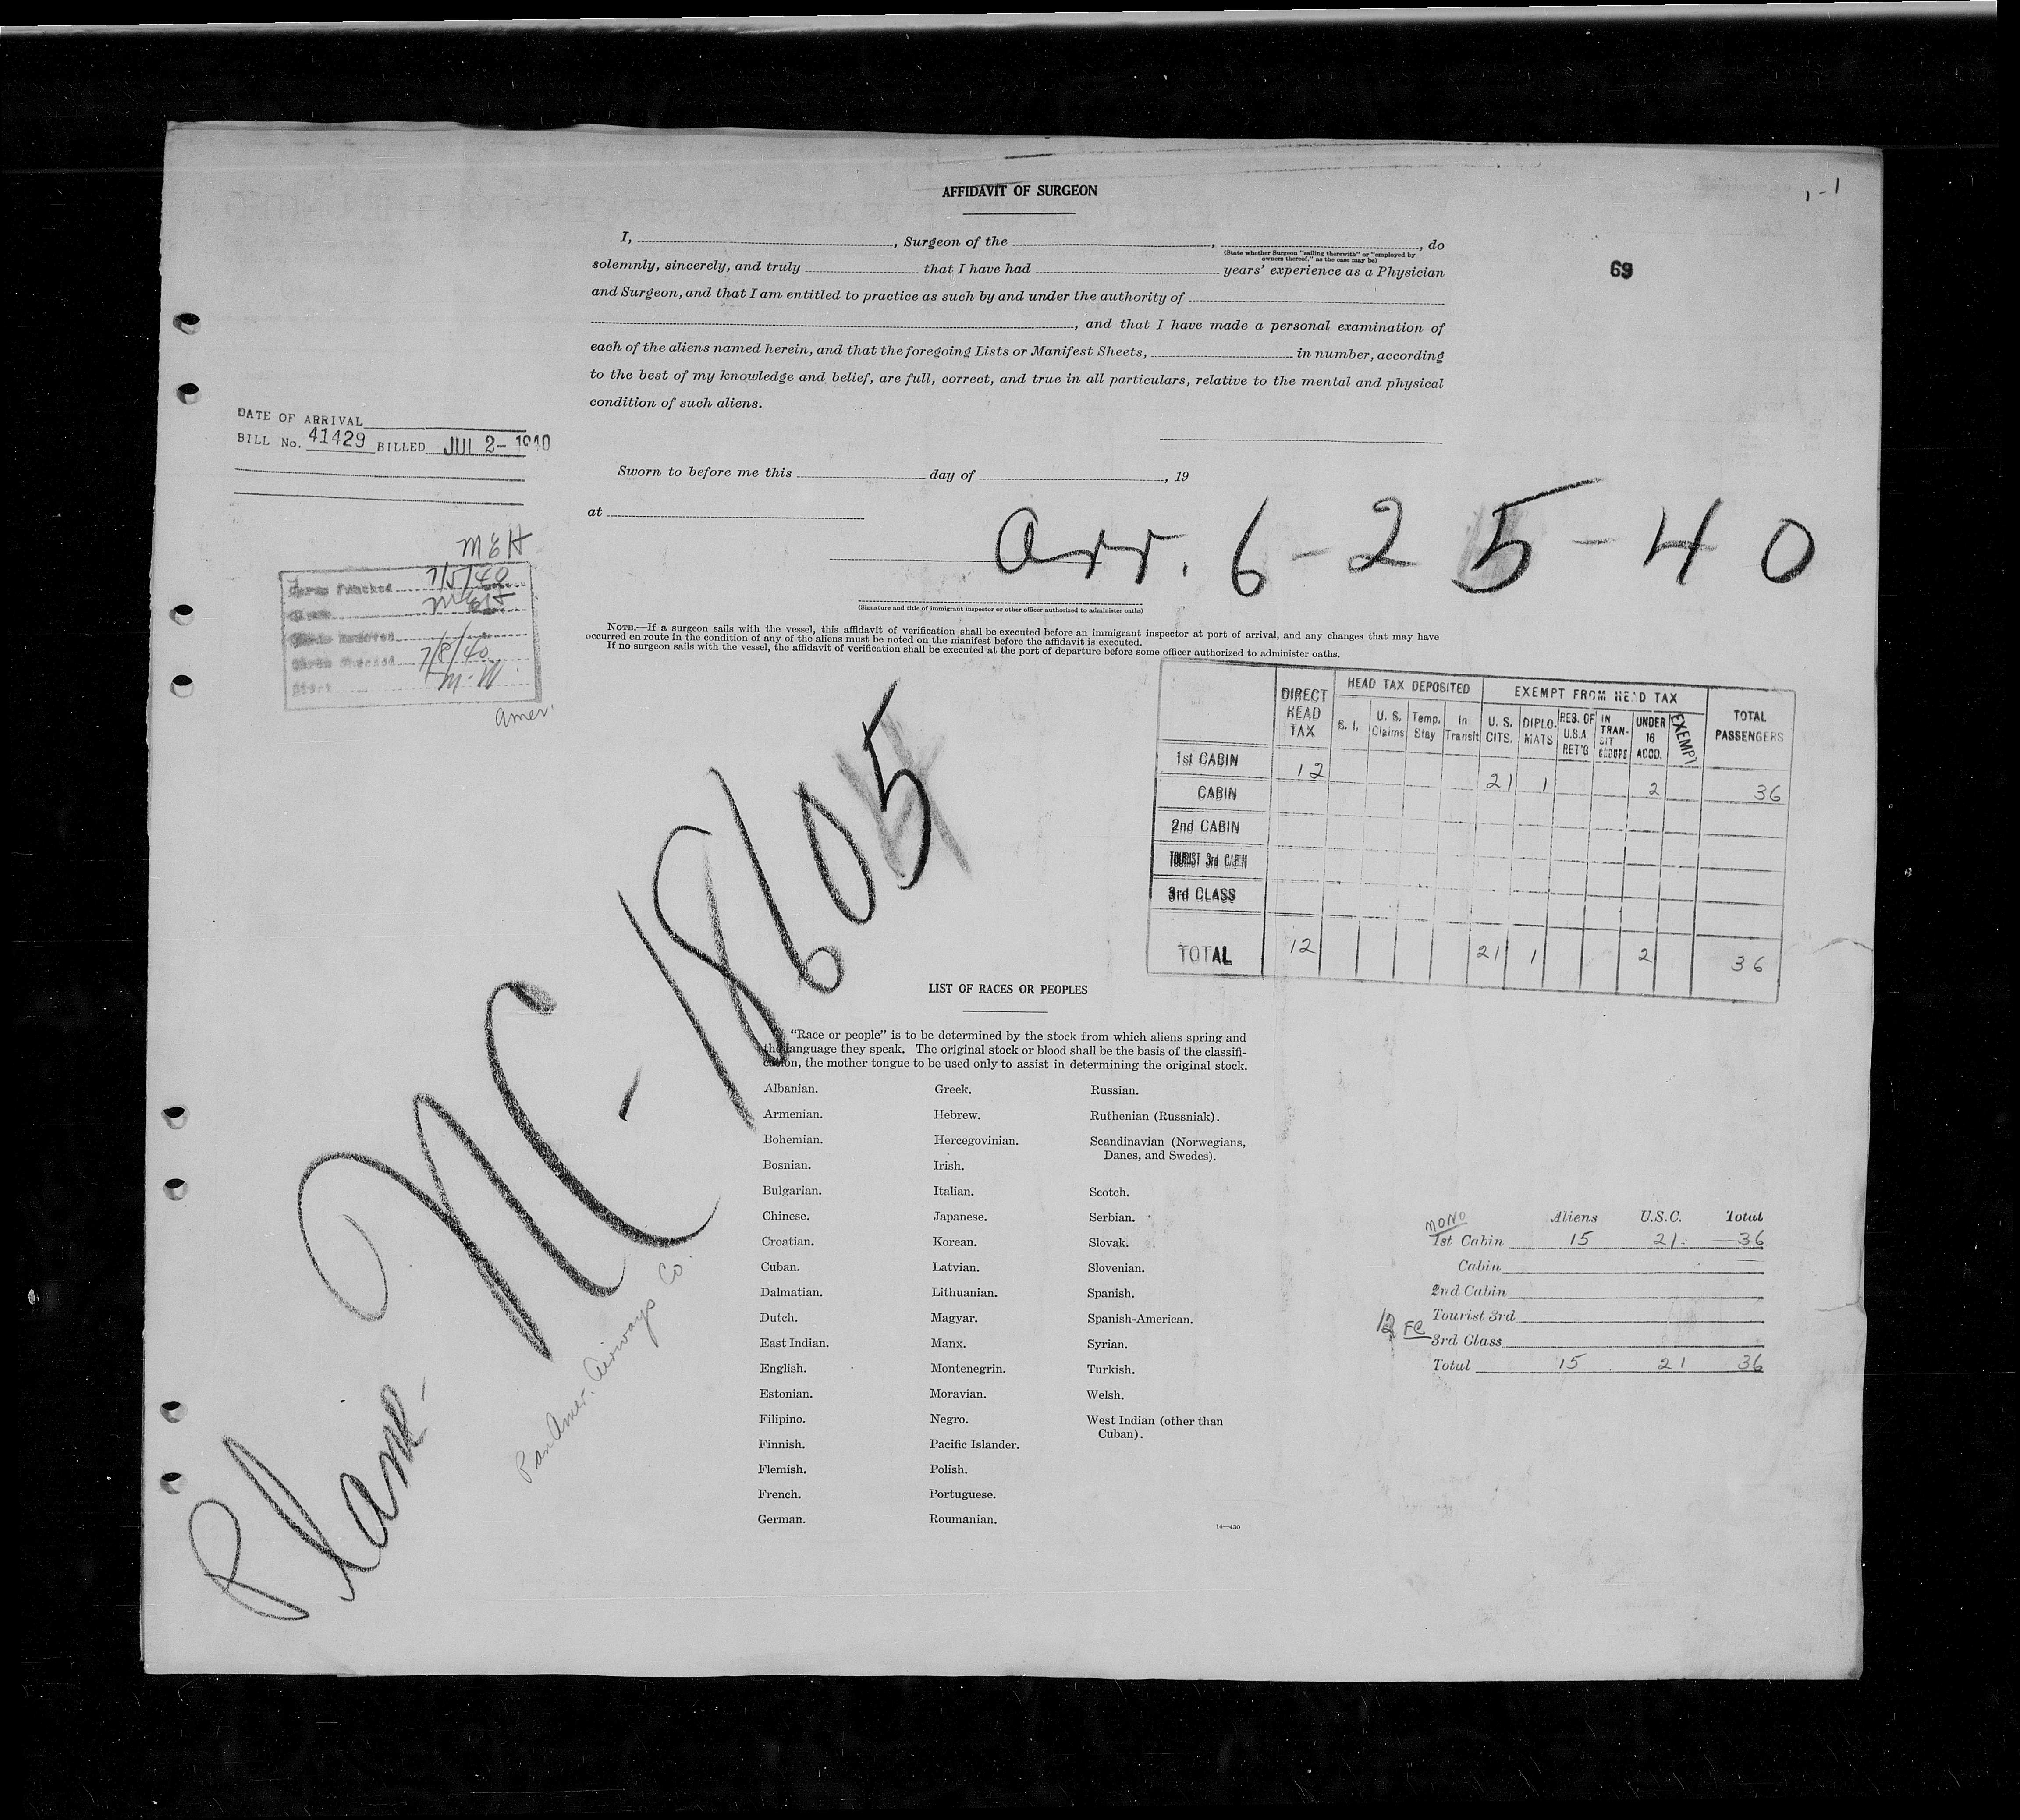 AFFIDAVIT OF SURGEON
1-1
I, , Surgeon of the , , do
(State whether Surgeon "sailing therewith" or "employed by
owners thereof," as the case may be)
69
solemnly, sincerely, and truly that I have had years' experience as a Physician
and Surgeon, and that I am entitled to practice as such by and under the authority of
, and that I have made a personal examination of
each of the aliens named herein, and that the foregoing Lists or Manifest Sheets, in number, according
to the best of my knowledge and belief, are full, correct, and true in all particulars, relative to the mental and physical
condition of such aliens.
DATE OF ARRIVAL
BILL No. 41429 BILLED JUL 2- 1940
Sworn to before me this day of , 19
at
Arr. 6-25-40
(Signature and title of immigrant inspector or other officer authorized to administer oaths)
MEH
7/5/40
7/8/40
M-W
Amer.
NOTE.—If a surgeon sails with the vessel, this affidavit of verification shall be executed before an immigrant inspector at port of arrival, and any changes that may have
occurred en route in the condition of any of the aliens must be noted on the manifest before the affidavit is executed.
If no surgeon sails with the vessel, the affidavit of verification shall be executed at the port of departure before some officer authorized to administer oaths.
DIRECT HEAD TAX HEAD TAX DEPOSITED EXEMPT FROM HEAD TAX TOTAL PASSENGERS
S. I. U. S. Claims Temp. Stay In Transit U. S. CITS. DIPLO-MATS RES. OF U.S.A RET'G IN TRAN-SIT GROUPS UNDER 16 ACCD. EXEMPT
1st CABIN 12 21 1 2 36
CABIN
2nd CABIN
TOURIST 3rd CABIN
3rd CLASS
TOTAL 12 21 1 2 36
Plane - NC-18605
Pan Amer. Airways Co.
LIST OF RACES OR PEOPLES
"Race or people" is to be determined by the stock from which aliens spring and
the language they speak. The original stock or blood shall be the basis of the classifi-
cation, the mother tongue to be used only to assist in determining the original stock.
Albanian.
Armenian.
Bohemian.
Bosnian.
Bulgarian.
Chinese.
Croatian.
Cuban.
Dalmatian.
Dutch.
East Indian.
English.
Estonian.
Filipino.
Finnish.
Flemish.
French.
German.
Greek.
Hebrew.
Hercegovinian.
Irish.
Italian.
Japanese.
Korean.
Latvian.
Lithuanian.
Magyar.
Manx.
Montenegrin.
Moravian.
Negro.
Pacific Islander.
Polish.
Portuguese.
Roumanian.
Russian.
Ruthenian (Russniak).
Scandinavian (Norwegians,
Danes, and Swedes).
Scotch.
Serbian.
Slovak.
Slovenian.
Spanish.
Spanish-American.
Syrian.
Turkish.
Welsh.
West Indian (other than
Cuban).
14—430
MONO Aliens U.S.C. Total
1st Cabin 15 21 36
Cabin
2nd Cabin
Tourist 3rd
12 FC 3rd Class
Total 15 21 36